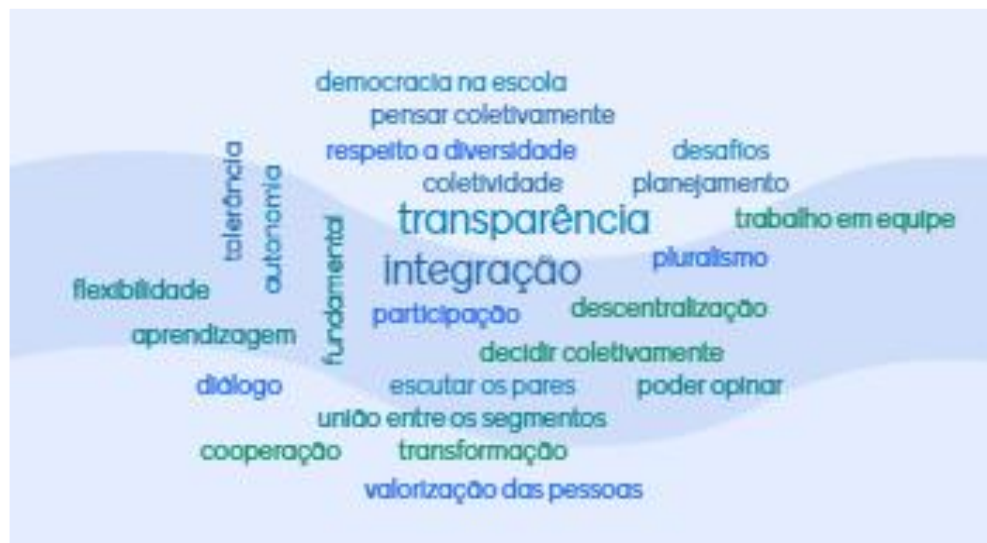 democracia na escola
pensar coletivamente
respeito a diversidade
desafios
tolerância
autonomia
coletividade
planejamento
transparência
trabalho em equipe
fundamental
integração
pluralismo
flexibilidade
participação
descentralização
aprendizagem
decidir coletivamente
diálogo
escutar os pares
poder opinar
união entre os segmentos
cooperação
transformação
valorização das pessoas